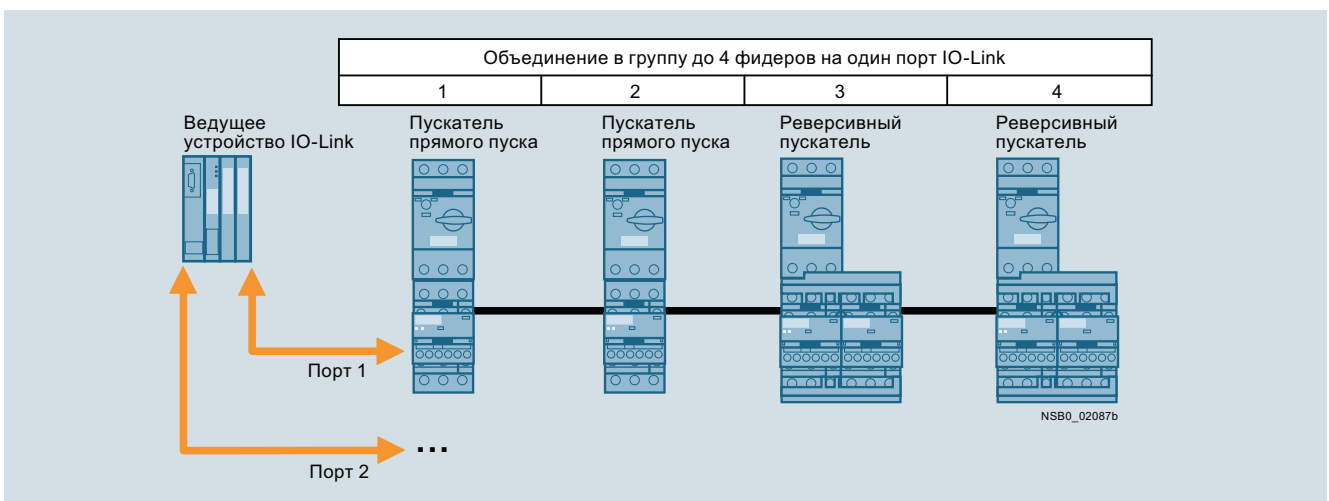 Объединение в группу до 4 фидеров на один порт IO-Link
1 2 3 4
Ведущее
устройство IO-Link
Пускатель
прямого пуска
Пускатель
прямого пуска
Реверсивный
пускатель
Реверсивный
пускатель
Порт 1
NSB0_02087b
...
Порт 2